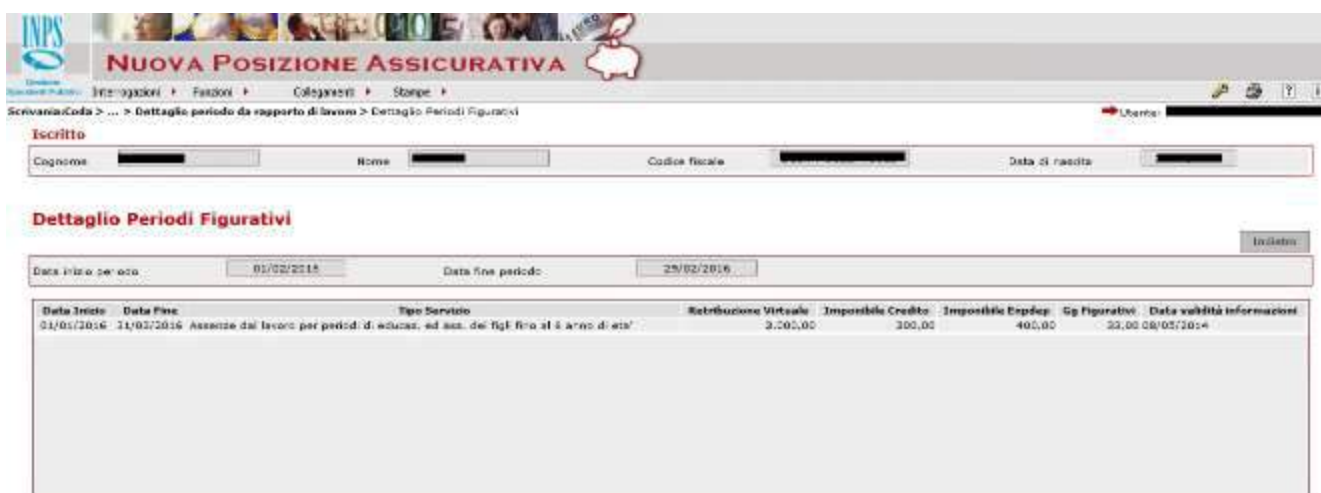 INPS
NUOVA POSIZIONE ASSICURATIVA
Interrogazioni Funzioni Collegamenti Stampe
Scrivania:Coda > ... > Dettaglio periodo da rapporto di lavoro > Dettaglio Periodi Figurativi Utente:
Iscritto
Cognome Nome Codice fiscale Data di nascita
Dettaglio Periodi Figurativi
Indietro
Data inizio periodo 01/02/2016 Data fine periodo 29/02/2016
Data Inizio Data Fine Tipo Servizio Retribuzione Virtuale Imponibile Credito Imponibile Enpdep Gg Figurativi Data validità informazioni
01/01/2016 31/03/2016 Assenze dal lavoro per periodi di educaz. ed ass. dei figli fino al 6 anno di eta' 3.000,00 300,00 400,00 33,00 08/05/2014